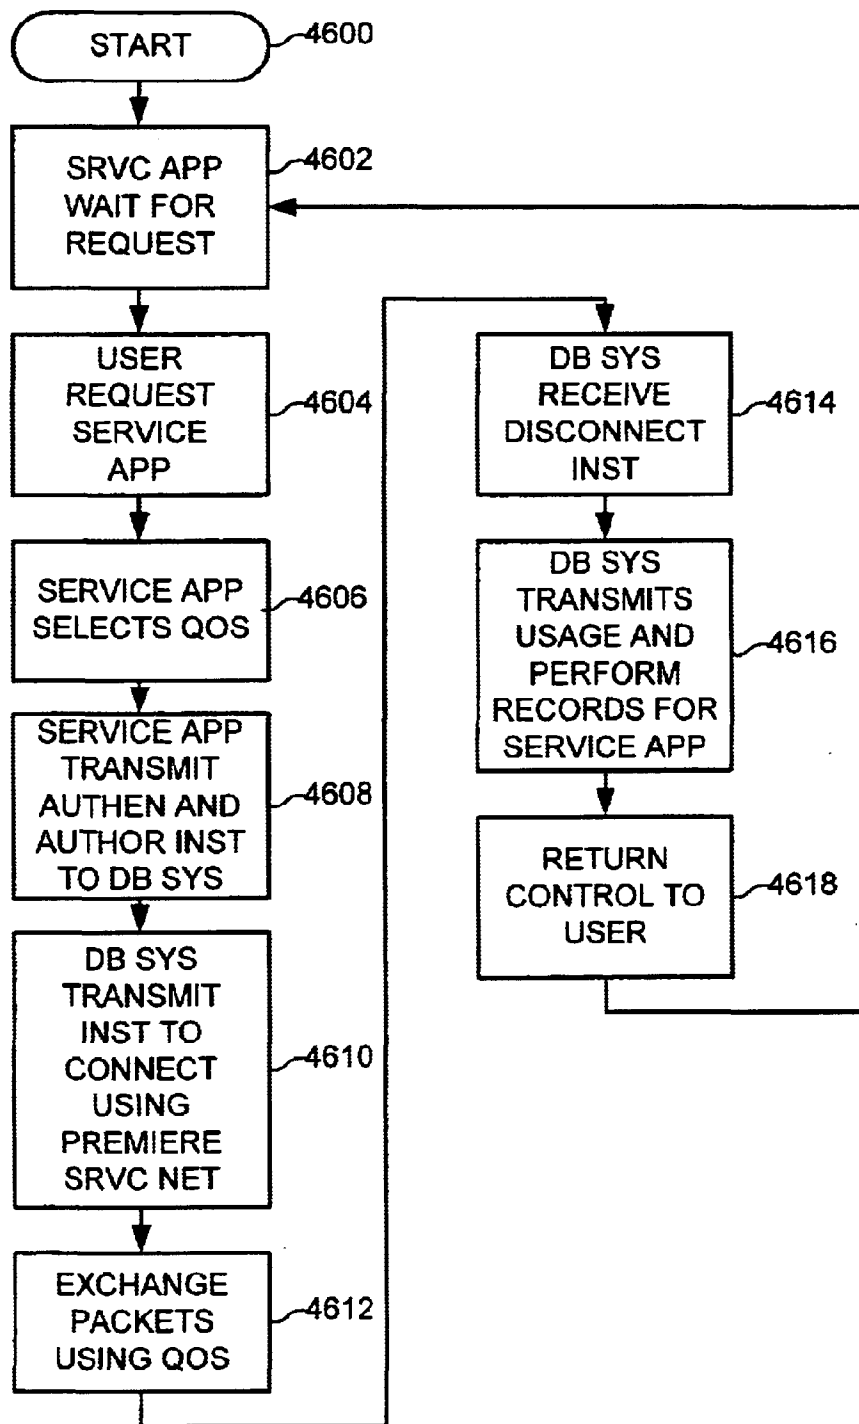 START
4600
SRVC APP
WAIT FOR
REQUEST
4602
USER
REQUEST
SERVICE
APP
4604
SERVICE APP
SELECTS QOS
4606
SERVICE APP
TRANSMIT
AUTHEN AND
AUTHOR INST
TO DB SYS
4608
DB SYS
TRANSMIT
INST TO
CONNECT
USING
PREMIERE
SRVC NET
4610
EXCHANGE
PACKETS
USING QOS
4612
DB SYS
RECEIVE
DISCONNECT
INST
4614
DB SYS
TRANSMITS
USAGE AND
PERFORM
RECORDS FOR
SERVICE APP
4616
RETURN
CONTROL TO
USER
4618